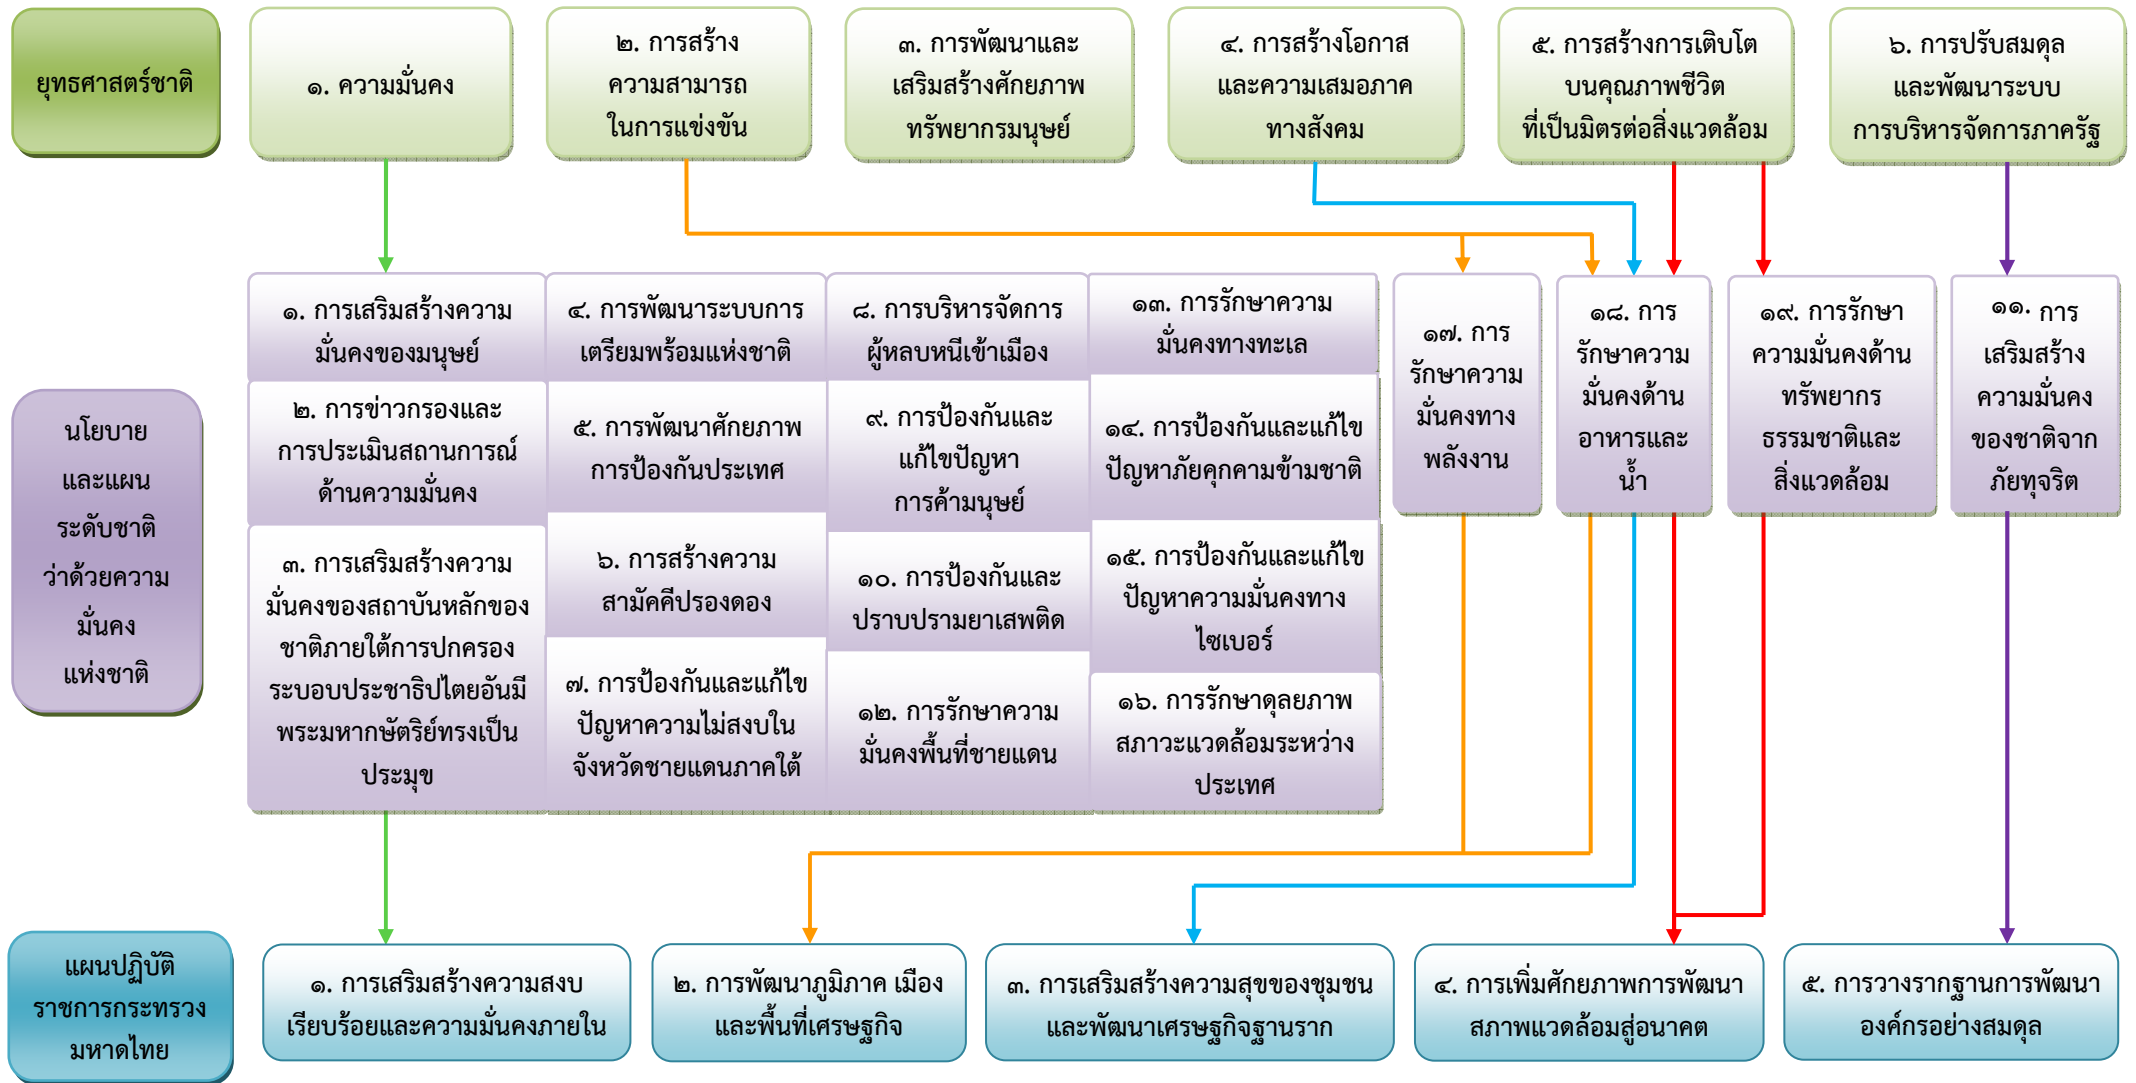 ยุทธศาสตร์ชาติ
๑. ความมั่นคง
๒. การสร้าง
ความสามารถ
ในการแข่งขัน
๓. การพัฒนาและ
เสริมสร้างศักยภาพ
ทรัพยากรมนุษย์
๔. การสร้างโอกาส
และความเสมอภาค
ทางสังคม
๕. การสร้างการเติบโต
บนคุณภาพชีวิต
ที่เป็นมิตรต่อสิ่งแวดล้อม
๖. การปรับสมดุล
และพัฒนาระบบ
การบริหารจัดการภาครัฐ
นโยบาย
และแผน
ระดับชาติ
ว่าด้วยความ
มั่นคง
แห่งชาติ
๑. การเสริมสร้างความ
มั่นคงของมนุษย์
๒. การข่าวกรองและ
การประเมินสถานการณ์
ด้านความมั่นคง
๓. การเสริมสร้างความ
มั่นคงของสถาบันหลักของ
ชาติภายใต้การปกครอง
ระบอบประชาธิปไตยอันมี
พระมหากษัตริย์ทรงเป็น
ประมุข
๔. การพัฒนาระบบการ
เตรียมพร้อมแห่งชาติ
๕. การพัฒนาศักยภาพ
การป้องกันประเทศ
๖. การสร้างความ
สามัคคีปรองดอง
๗. การป้องกันและแก้ไข
ปัญหาความไม่สงบใน
จังหวัดชายแดนภาคใต้
๘. การบริหารจัดการ
ผู้หลบหนีเข้าเมือง
๙. การป้องกันและ
แก้ไขปัญหา
การค้ามนุษย์
๑๐. การป้องกันและ
ปราบปรามยาเสพติด
๑๒. การรักษาความ
มั่นคงพื้นที่ชายแดน
๑๓. การรักษาความ
มั่นคงทางทะเล
๑๔. การป้องกันและแก้ไข
ปัญหาภัยคุกคามข้ามชาติ
๑๕. การป้องกันและแก้ไข
ปัญหาความมั่นคงทาง
ไซเบอร์
๑๖. การรักษาดุลยภาพ
สภาวะแวดล้อมระหว่าง
ประเทศ
๑๗. การ
รักษาความ
มั่นคงทาง
พลังงาน
๑๘. การ
รักษาความ
มั่นคงด้าน
อาหารและ
น้ำ
๑๙. การรักษา
ความมั่นคงด้าน
ทรัพยากร
ธรรมชาติและ
สิ่งแวดล้อม
๑๑. การ
เสริมสร้าง
ความมั่นคง
ของชาติจาก
ภัยทุจริต
แผนปฏิบัติ
ราชการกระทรวง
มหาดไทย
๑. การเสริมสร้างความสงบ
เรียบร้อยและความมั่นคงภายใน
๒. การพัฒนาภูมิภาค เมือง
และพื้นที่เศรษฐกิจ
๓. การเสริมสร้างความสุขของชุมชน
และพัฒนาเศรษฐกิจฐานราก
๔. การเพิ่มศักยภาพการพัฒนา
สภาพแวดล้อมสู่อนาคต
๕. การวางรากฐานการพัฒนา
องค์กรอย่างสมดุล